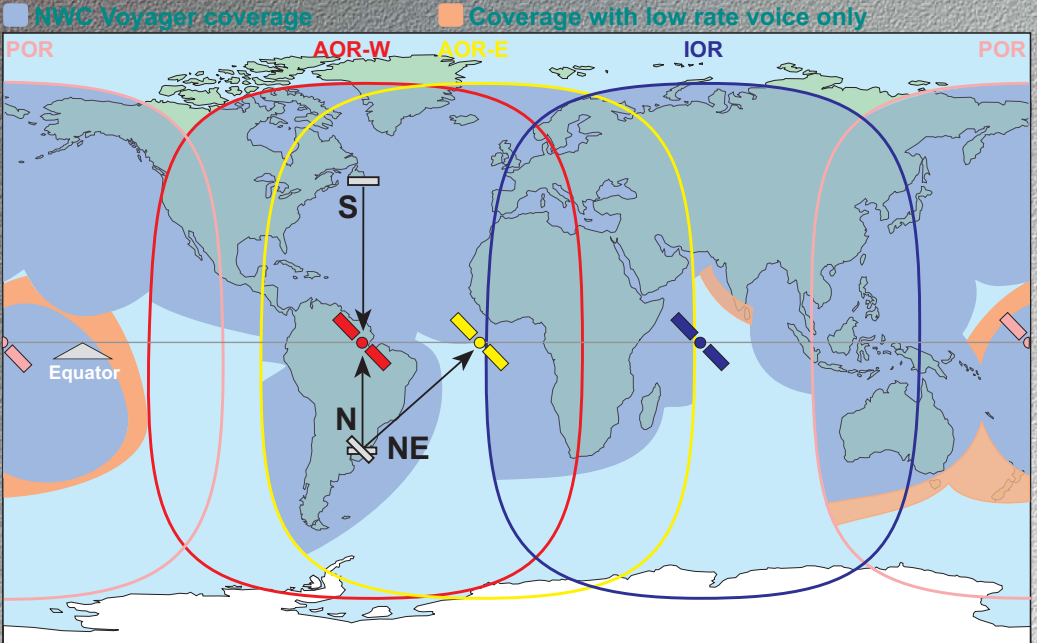 NWC Voyager coverage Coverage with low rate voice only
POR AOR-W AOR-E IOR POR
S
Equator
N
NE